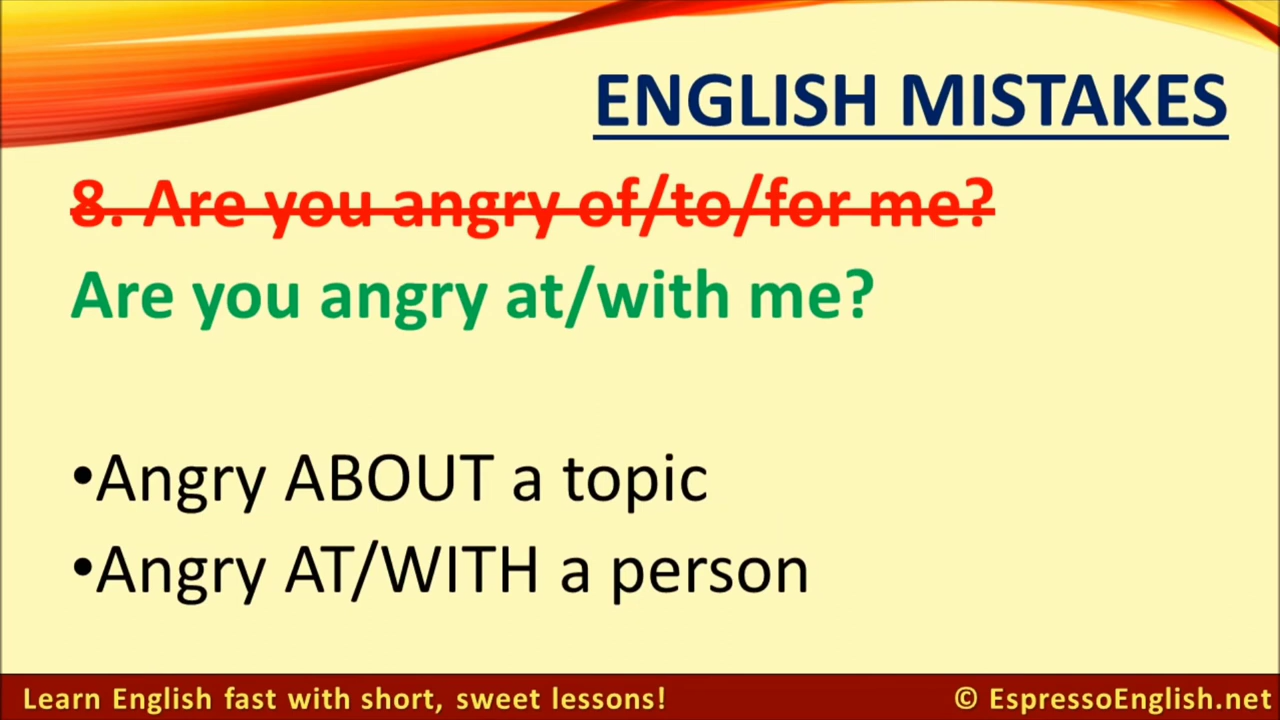 ENGLISH MISTAKES
8. Are you angry of/to/for me?
Are you angry at/with me?
•Angry ABOUT a topic
•Angry AT/WITH a person
Learn English fast with short, sweet lessons!
© EspressoEnglish.net